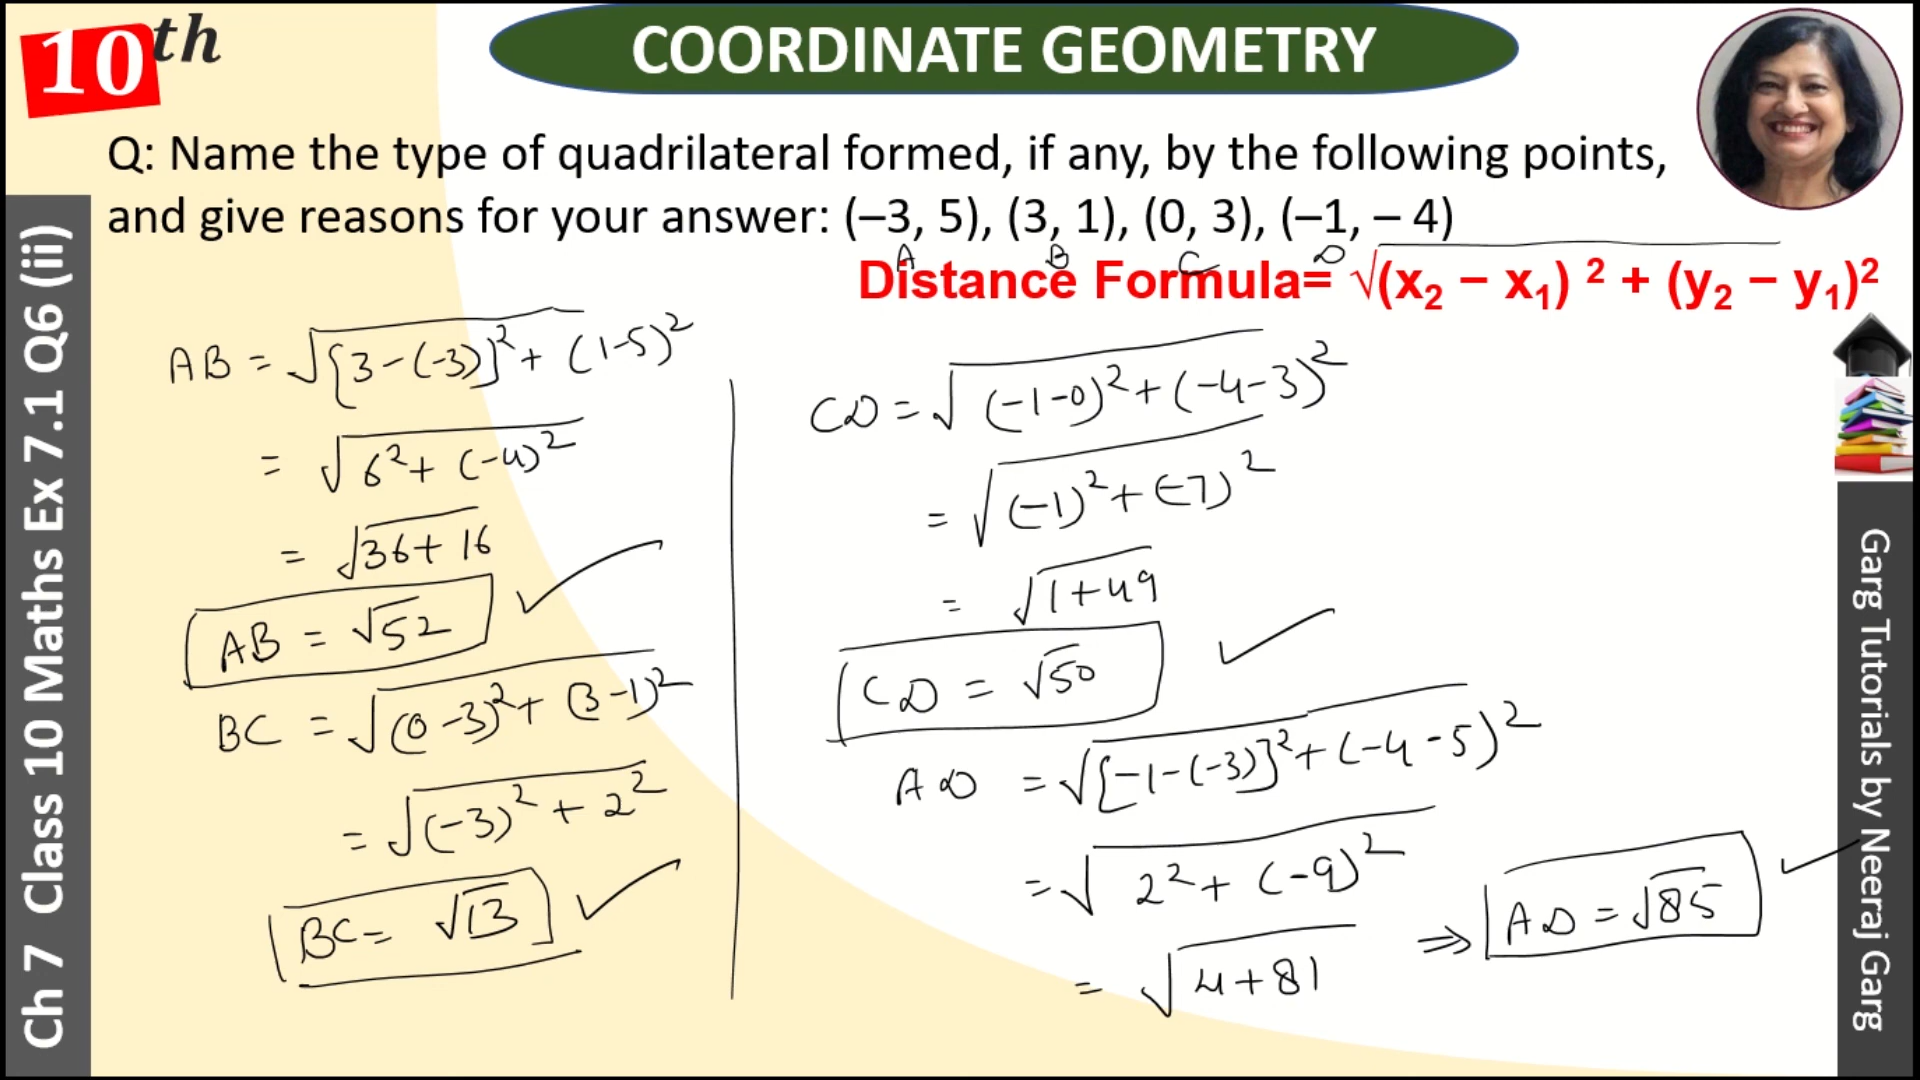 10th
COORDINATE GEOMETRY
Q: Name the type of quadrilateral formed, if any, by the following points,
and give reasons for your answer: (–3, 5), (3, 1), (0, 3), (–1, – 4)
A B C D
Distance Formula= √(x₂ − x₁) ² + (y₂ − y₁)²
AB = √[3-(-3)]² + (1-5)²
= √6² + (-4)²
= √36+16
AB = √52
BC = √(0-3)² + (3-1)²
= √(-3)² + 2²
BC = √13
CD = √(-1-0)² + (-4-3)²
= √(-1)² + (-7)²
= √1+49
CD = √50
AD = √[-1-(-3)]² + (-4-5)²
= √2² + (-9)²
= √4+81 ⇒ AD = √85
Ch 7 Class 10 Maths Ex 7.1 Q6 (ii)
Garg Tutorials by Neeraj Garg